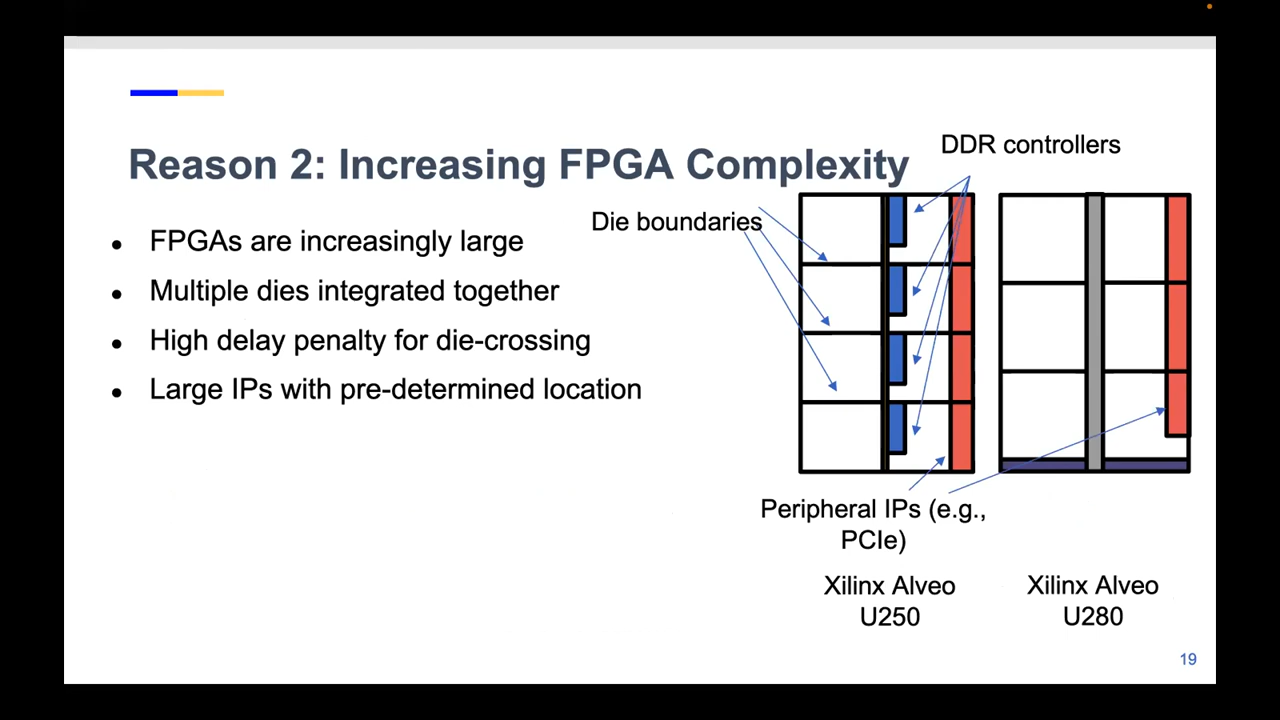 Reason 2: Increasing FPGA Complexity
DDR controllers
Die boundaries
• FPGAs are increasingly large
• Multiple dies integrated together
• High delay penalty for die-crossing
• Large IPs with pre-determined location
Peripheral IPs (e.g.,
PCIe)
Xilinx Alveo
U250
Xilinx Alveo
U280
19